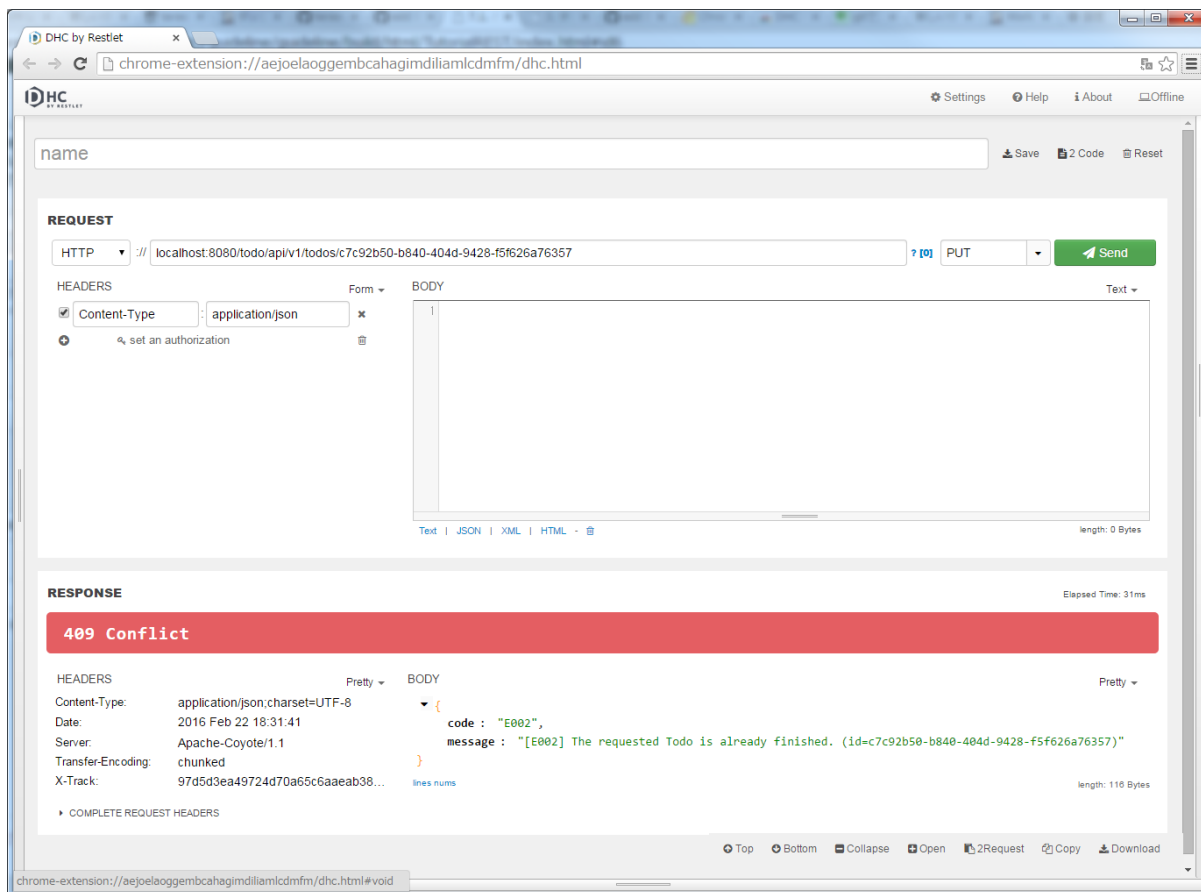 DHC by Restlet x
chrome-extension://aejoelaoggembcahagimdiliamlcdmfm/dhc.html
DHC BY RESTLET Settings Help About Offline
name Save 2 Code Reset
REQUEST
HTTP :// localhost:8080/todo/api/v1/todos/c7c92b50-b840-404d-9428-f5f626a76357 ? [0] PUT Send
HEADERS Form BODY Text
Content-Type : application/json 1
set an authorization
Text | JSON | XML | HTML - length: 0 Bytes
RESPONSE Elapsed Time: 31ms
409 Conflict
HEADERS Pretty BODY Pretty
Content-Type: application/json;charset=UTF-8 {
Date: 2016 Feb 22 18:31:41 code : "E002",
Server: Apache-Coyote/1.1 message : "[E002] The requested Todo is already finished. (id=c7c92b50-b840-404d-9428-f5f626a76357)"
Transfer-Encoding: chunked }
X-Track: 97d5d3ea49724d70a65c6aaeab38... lines nums length: 116 Bytes
COMPLETE REQUEST HEADERS
Top Bottom Collapse Open 2Request Copy Download
chrome-extension://aejoelaoggembcahagimdiliamlcdmfm/dhc.html#void